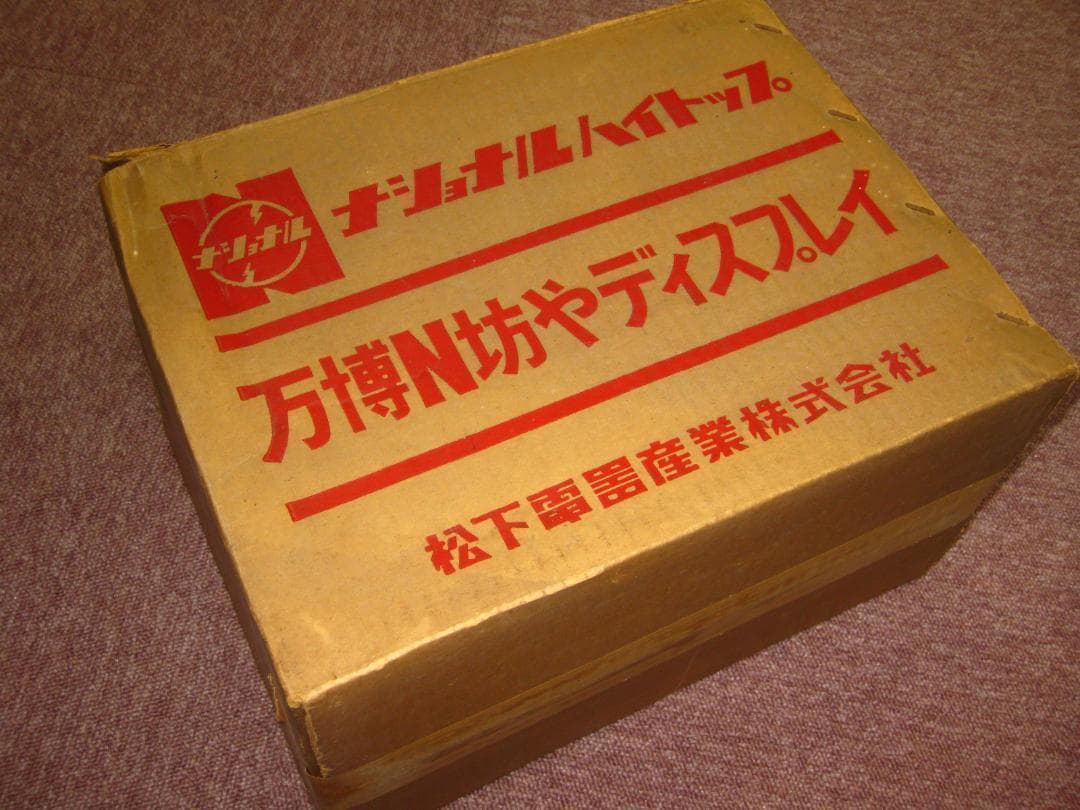 ナショナル
ナショナルハイトップ
万博N坊やディスプレイ
松下電器産業株式会社